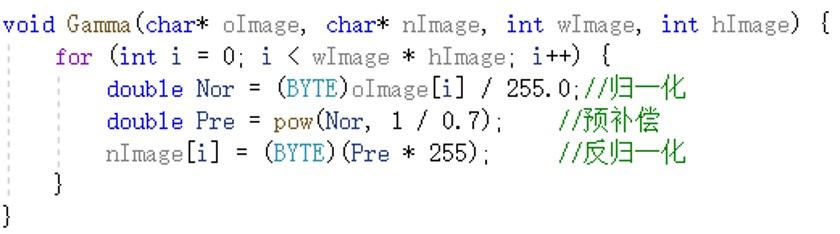 void Gamma(char* oImage, char* nImage, int wImage, int hImage) {
for (int i = 0; i < wImage * hImage; i++) {
double Nor = (BYTE)oImage[i] / 255.0;//归一化
double Pre = pow(Nor, 1 / 0.7); //预补偿
nImage[i] = (BYTE)(Pre * 255); //反归一化
}
}